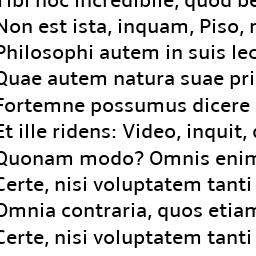 Tibi hoc incredibile, quod be
Non est ista, inquam, Piso, r
Philosophi autem in suis lec
Quae autem natura suae pri
Fortemne possumus dicere
Et ille ridens: Video, inquit,
Quonam modo? Omnis enim
Certe, nisi voluptatem tanti
Omnia contraria, quos etiam
Certe, nisi voluptatem tanti